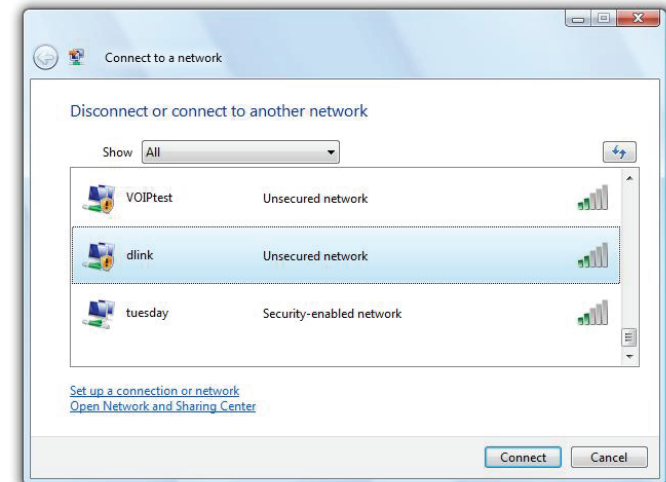 Connect to a network
Disconnect or connect to another network
Show All
VOIPtest Unsecured network
dlink Unsecured network
tuesday Security-enabled network
Set up a connection or network
Open Network and Sharing Center
Connect Cancel